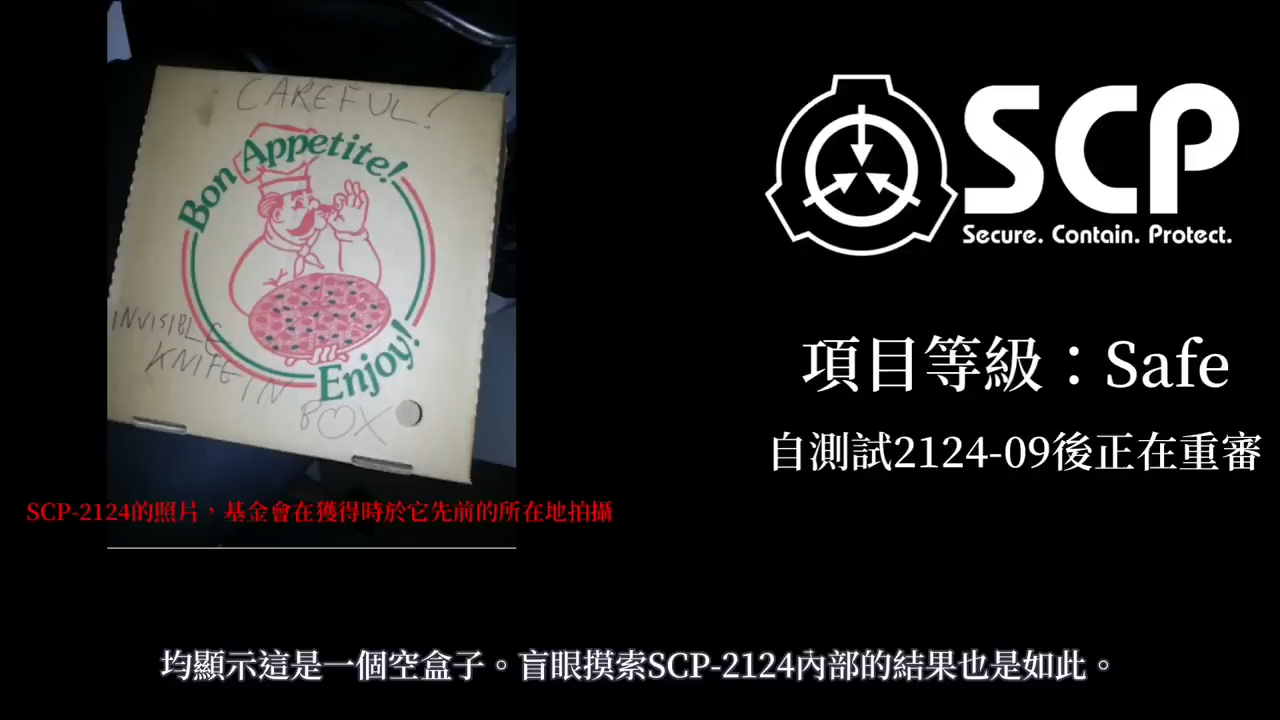 CAREFUL!
Bon Appetite!
INVISIBLE
KNIFE IN
BOX
Enjoy!
SCP-2124的照片，基金會在獲得時於它先前的所在地拍攝
SCP
Secure. Contain. Protect.
項目等級：Safe
自測試2124-09後正在重審
均顯示這是一個空盒子。盲眼摸索SCP-2124內部的結果也是如此。